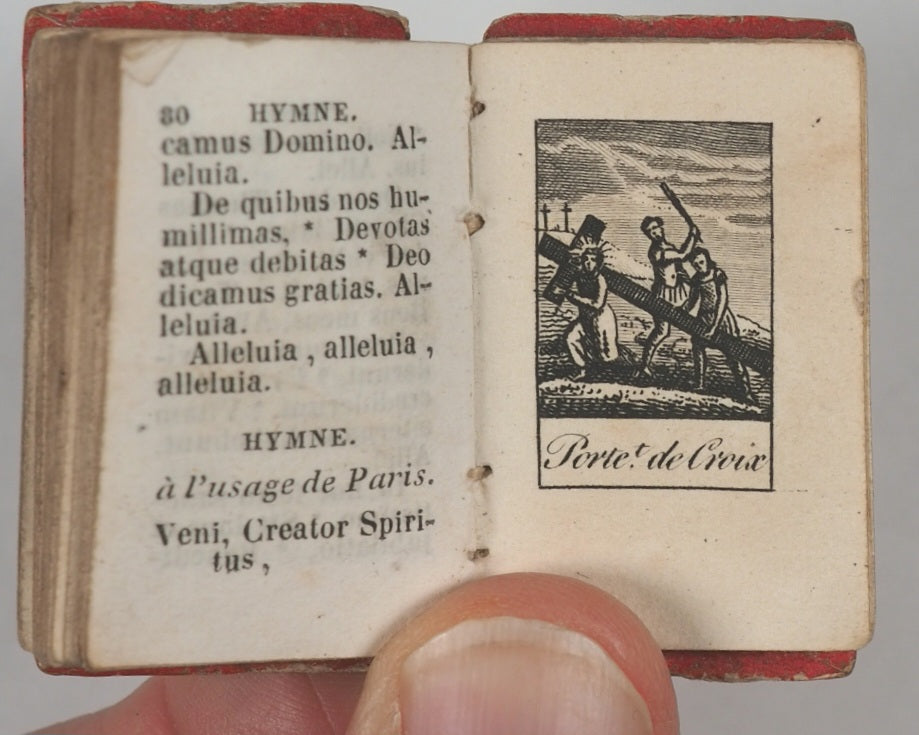 80 HYMNE.
camus Domino. Al-
leluia.
De quibus nos hu-
millimas, * Devotas
atque debitas * Deo
dicamus gratias. Al-
leluia.
Alleluia , alleluia ,
alleluia.
HYMNE.
à l'usage de Paris.
Veni, Creator Spiri-
tus ,
Porte.t de Croix